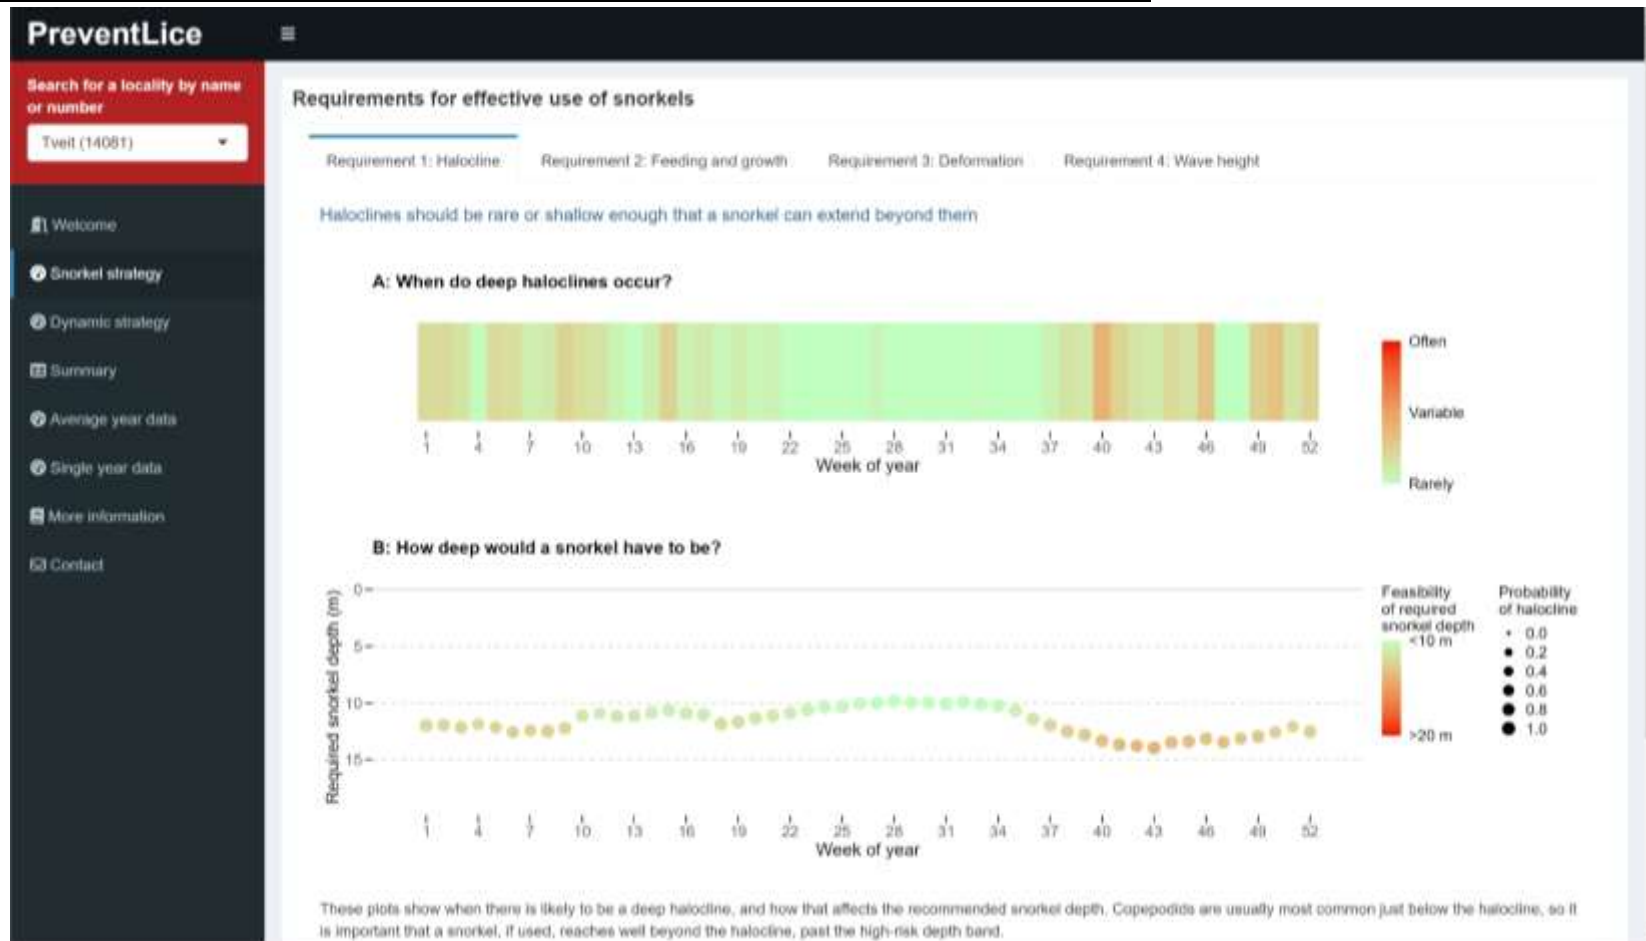 PreventLice
Search for a locality by name
or number
Tveit (14081)
Welcome
Snorkel strategy
Dynamic strategy
Summary
Average year data
Single year data
More information
Contact
Requirements for effective use of snorkels
Requirement 1: Halocline
Requirement 2: Feeding and growth
Requirement 3: Deformation
Requirement 4: Wave height
Haloclines should be rare or shallow enough that a snorkel can extend beyond them
A: When do deep haloclines occur?
1 4 7 10 13 16 19 22 25 28 31 34 37 40 43 46 49 52
Week of year
Often
Variable
Rarely
B: How deep would a snorkel have to be?
Required snorkel depth (m)
0
5
10
15
1 4 7 10 13 16 19 22 25 28 31 34 37 40 43 46 49 52
Week of year
Feasibility
of required
snorkel depth
<10 m
>20 m
Probability
of halocline
0.0
0.2
0.4
0.6
0.8
1.0
These plots show when there is likely to be a deep halocline, and how that affects the recommended snorkel depth. Copepodids are usually most common just below the halocline, so it
is important that a snorkel, if used, reaches well beyond the halocline, past the high-risk depth band.